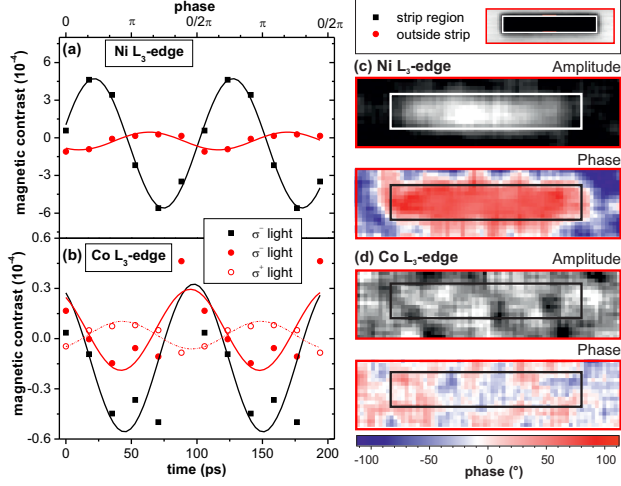 phase
0 π 0/2π π 0/2π
(a) Ni L₃-edge
magnetic contrast (10⁻⁴)
6
3
0
-3
-6
0.6
σ⁻ light
σ⁻ light
σ⁺ light
(b) Co L₃-edge
magnetic contrast (10⁻⁴)
0.3
0.0
-0.3
-0.6
0 50 100 150 200
time (ps)
strip region
outside strip
(c) Ni L₃-edge Amplitude
Phase
(d) Co L₃-edge Amplitude
Phase
-100 -50 0 50 100
phase (°)